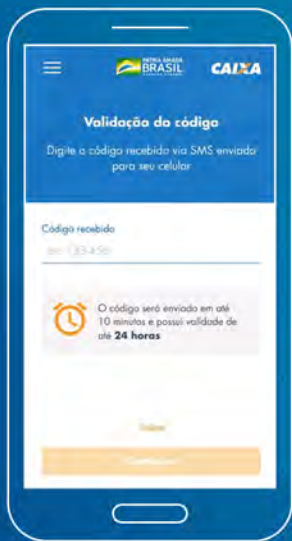 PÁTRIA AMADA
BRASIL
CAIXA
Validação do código
Digite o código recebido via SMS enviado
para seu celular
Código recebido
O código será enviado em até
10 minutos e possui validade de
até 24 horas